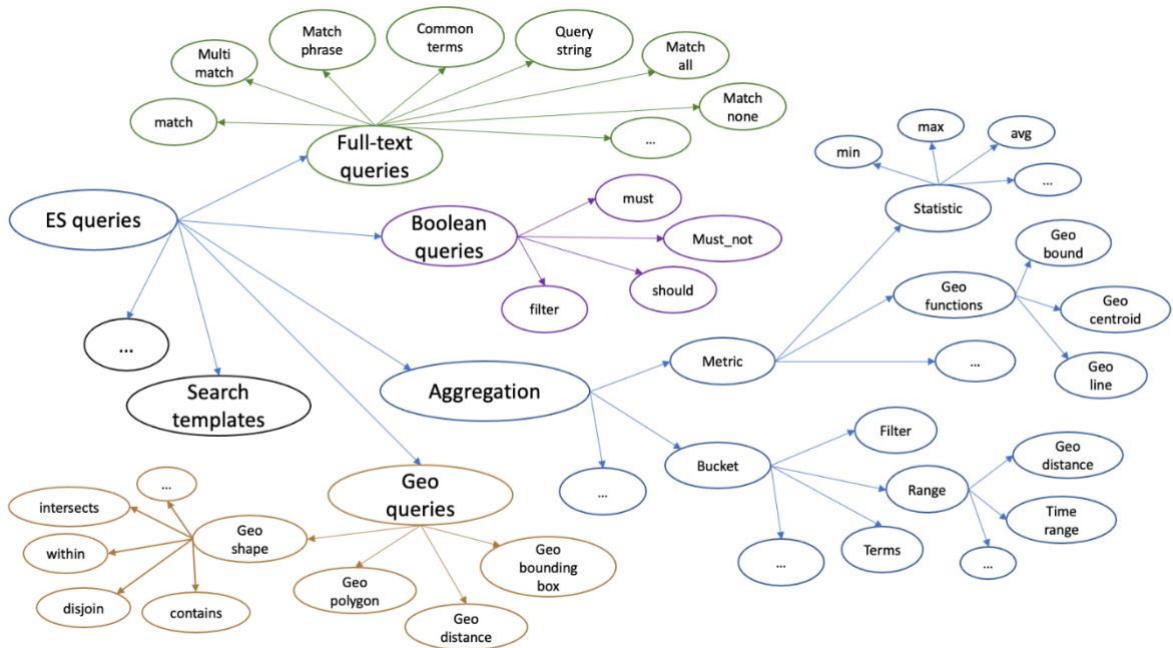 Match
phrase
Common
terms
Query
string
Multi
match
Match
all
match
Match
none
...
Full-text
queries
ES queries
Boolean
queries
must
Must_not
should
filter
...
Search
templates
Aggregation
Metric
Statistic
min
max
avg
...
Geo
functions
Geo
bound
Geo
centroid
Geo
line
...
Bucket
Filter
Range
Geo
distance
Time
range
...
Terms
...
...
Geo
queries
Geo
shape
...
intersects
within
disjoin
contains
Geo
polygon
Geo
distance
Geo
bounding
box